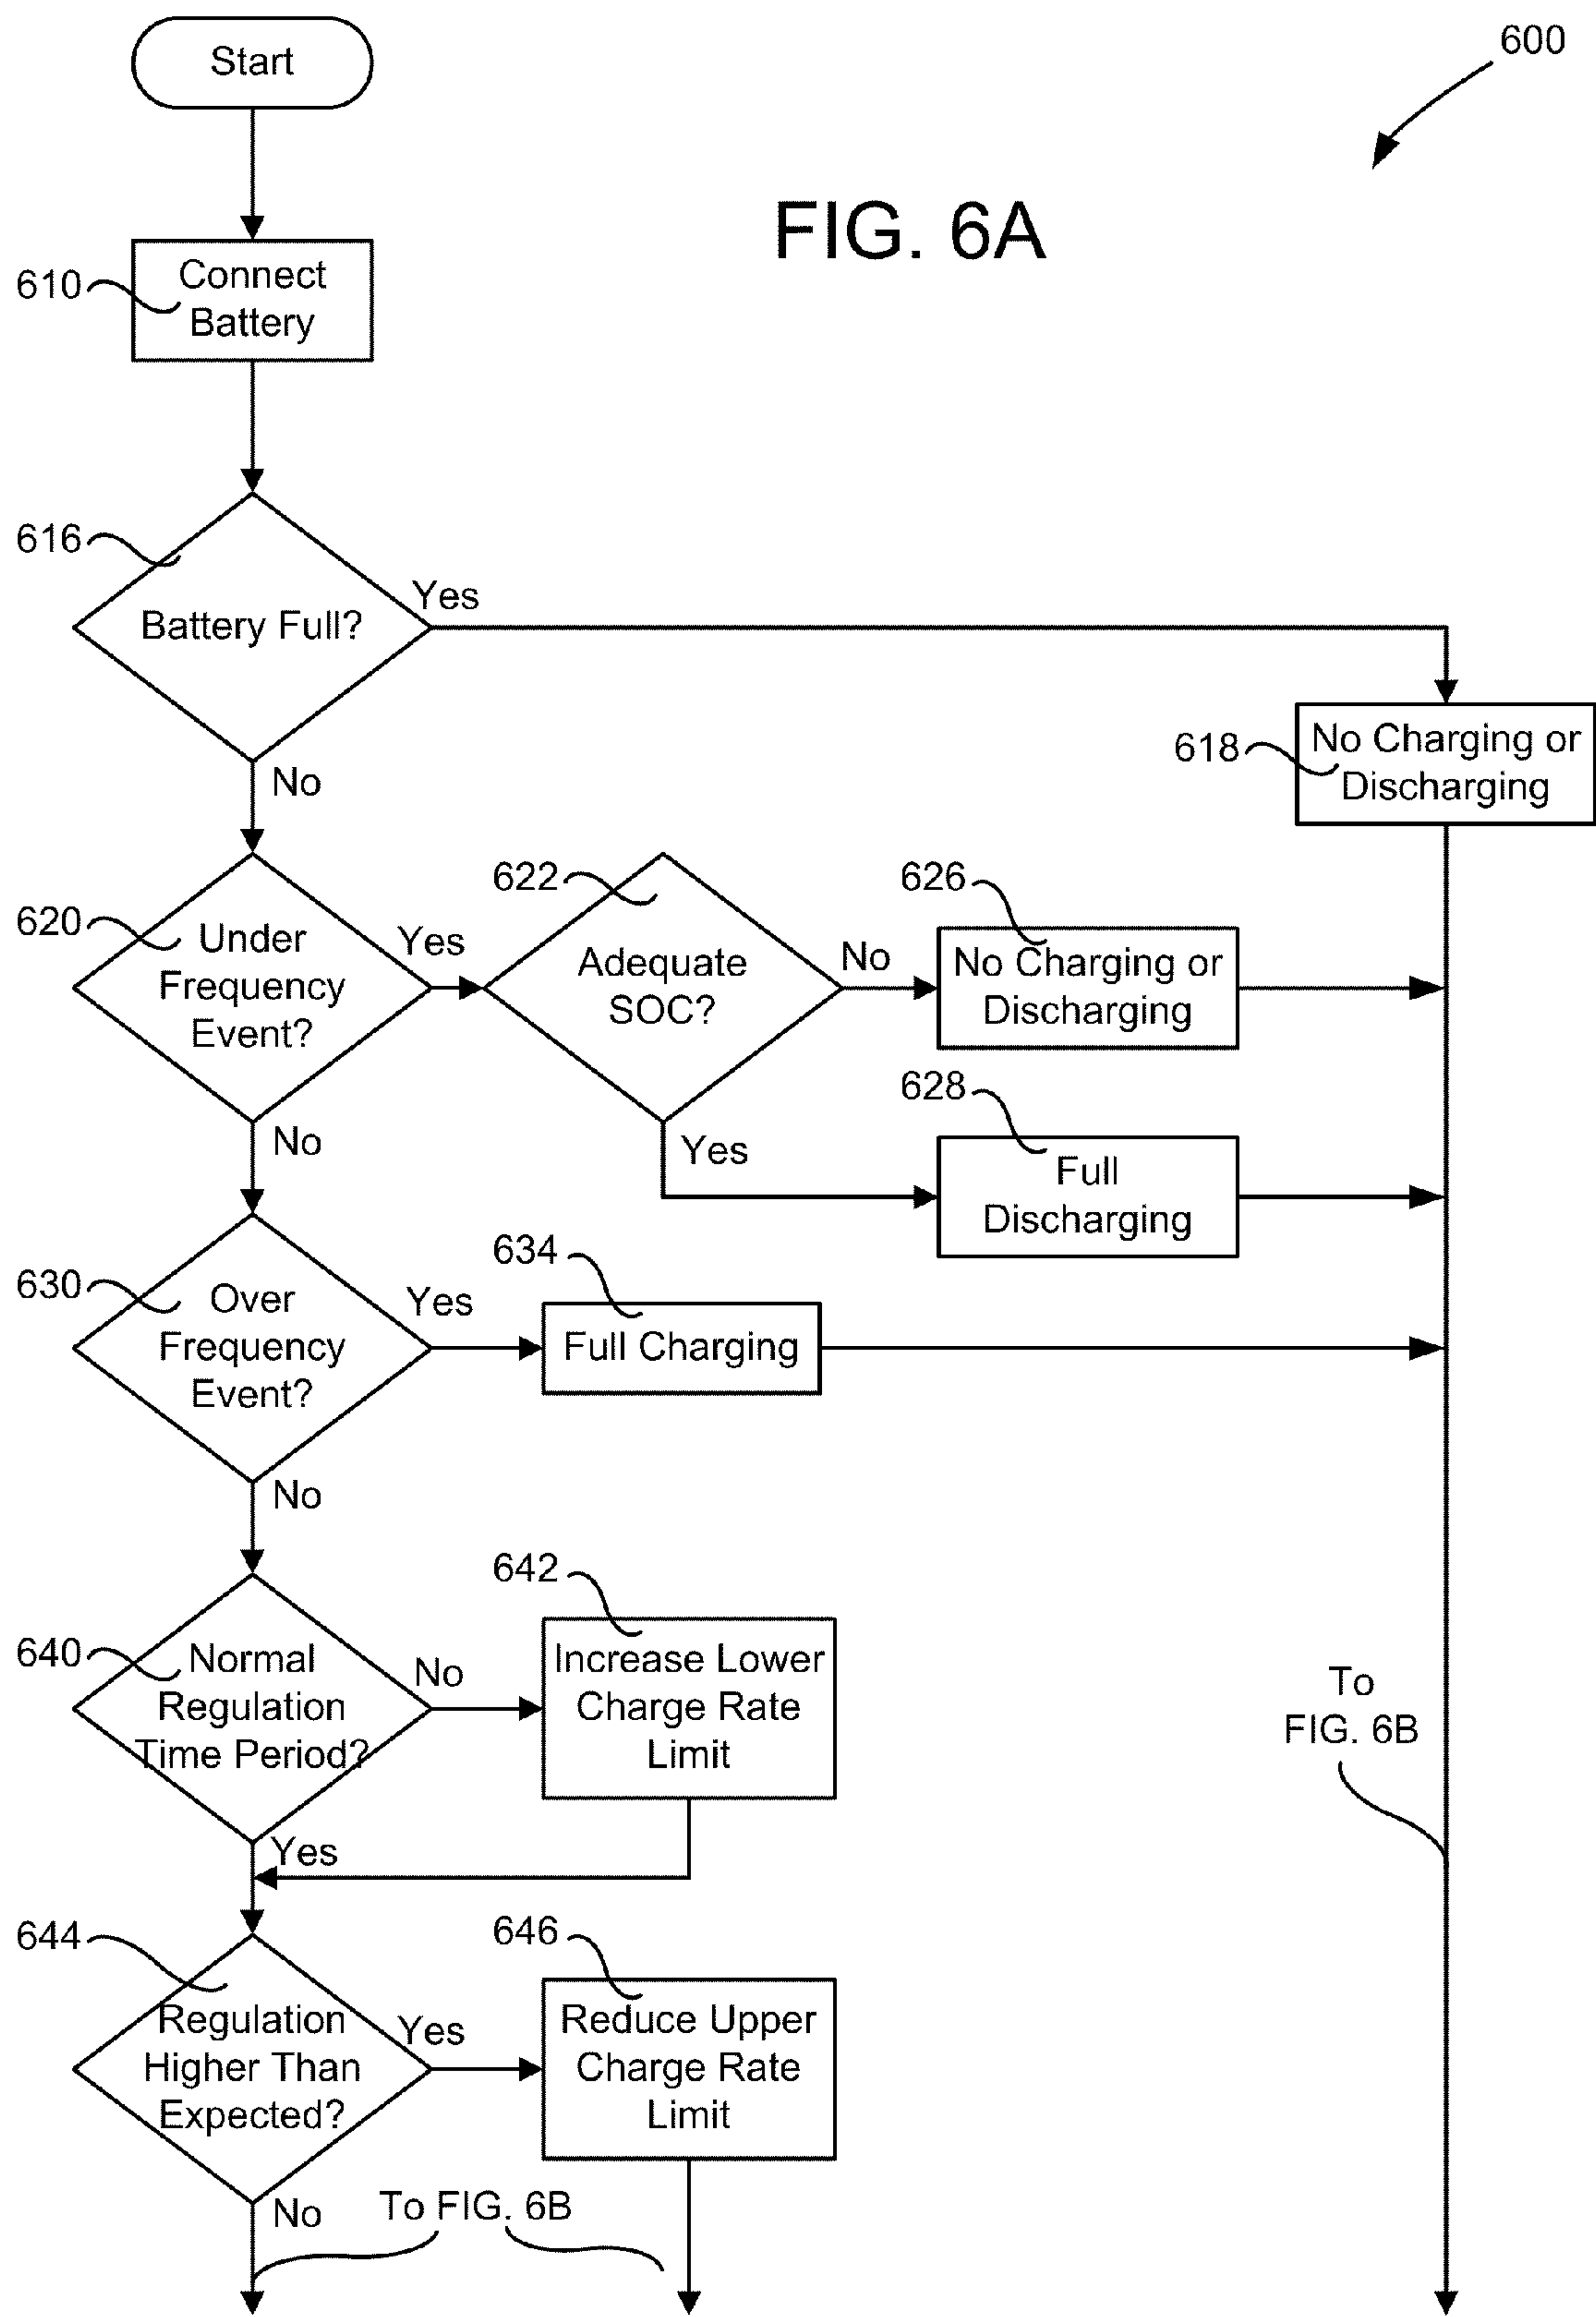 Start
600
FIG. 6A
610
Connect
Battery
616
Battery Full?
Yes
No
618
No Charging or
Discharging
620
Under
Frequency
Event?
Yes
No
622
Adequate
SOC?
No
Yes
626
No Charging or
Discharging
628
Full
Discharging
630
Over
Frequency
Event?
Yes
No
634
Full Charging
640
Normal
Regulation
Time Period?
No
Yes
642
Increase Lower
Charge Rate
Limit
To
FIG. 6B
644
Regulation
Higher Than
Expected?
Yes
No
646
Reduce Upper
Charge Rate
Limit
To FIG. 6B